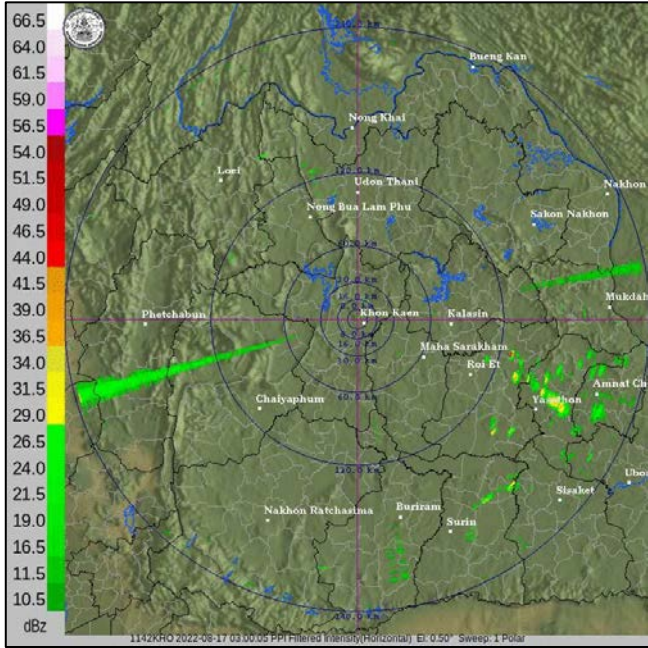 66.5
64.0
61.5
59.0
56.5
54.0
51.5
49.0
46.5
44.0
41.5
39.0
36.5
34.0
31.5
29.0
26.5
24.0
21.5
19.0
16.5
11.5
10.5
dBz
Bueng Kan
Nong Khai
Loei
Udon Thani
Nakhon
Nong Bua Lam Phu
Sakon Nakhon
Mukdah
Phetchabun
Khon Kaen
Kalasin
Maha Sarakham
Roi Et
Amnat Ch
Chaiyaphum
Yasothon
Ubo
Sisaket
Nakhon Ratchasima
Buriram
Surin
1142KHO 2022-08-17 03:00:05 PPI Filtered Intensity(Horizontal) El: 0.50° Sweep: 1 Polar